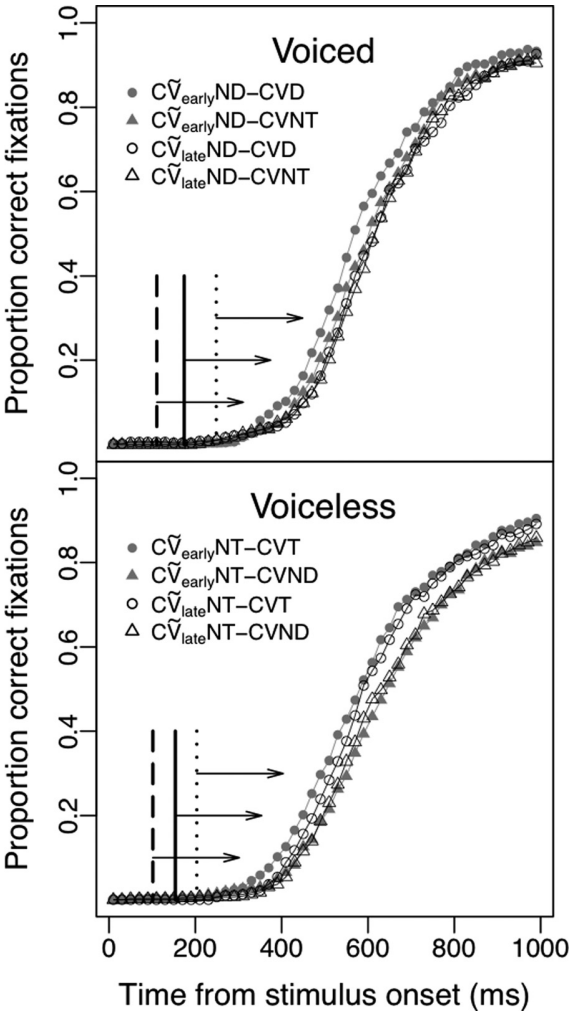 Voiced
CṼearlyND−CVD
CṼearlyND−CVNT
CṼlateND−CVD
CṼlateND−CVNT
Proportion correct fixations
1.0
0.8
0.6
0.4
0.2
Voiceless
CṼearlyNT−CVT
CṼearlyNT−CVND
CṼlateNT−CVT
CṼlateNT−CVND
Proportion correct fixations
1.0
0.8
0.6
0.4
0.2
0 200 400 600 800 1000
Time from stimulus onset (ms)